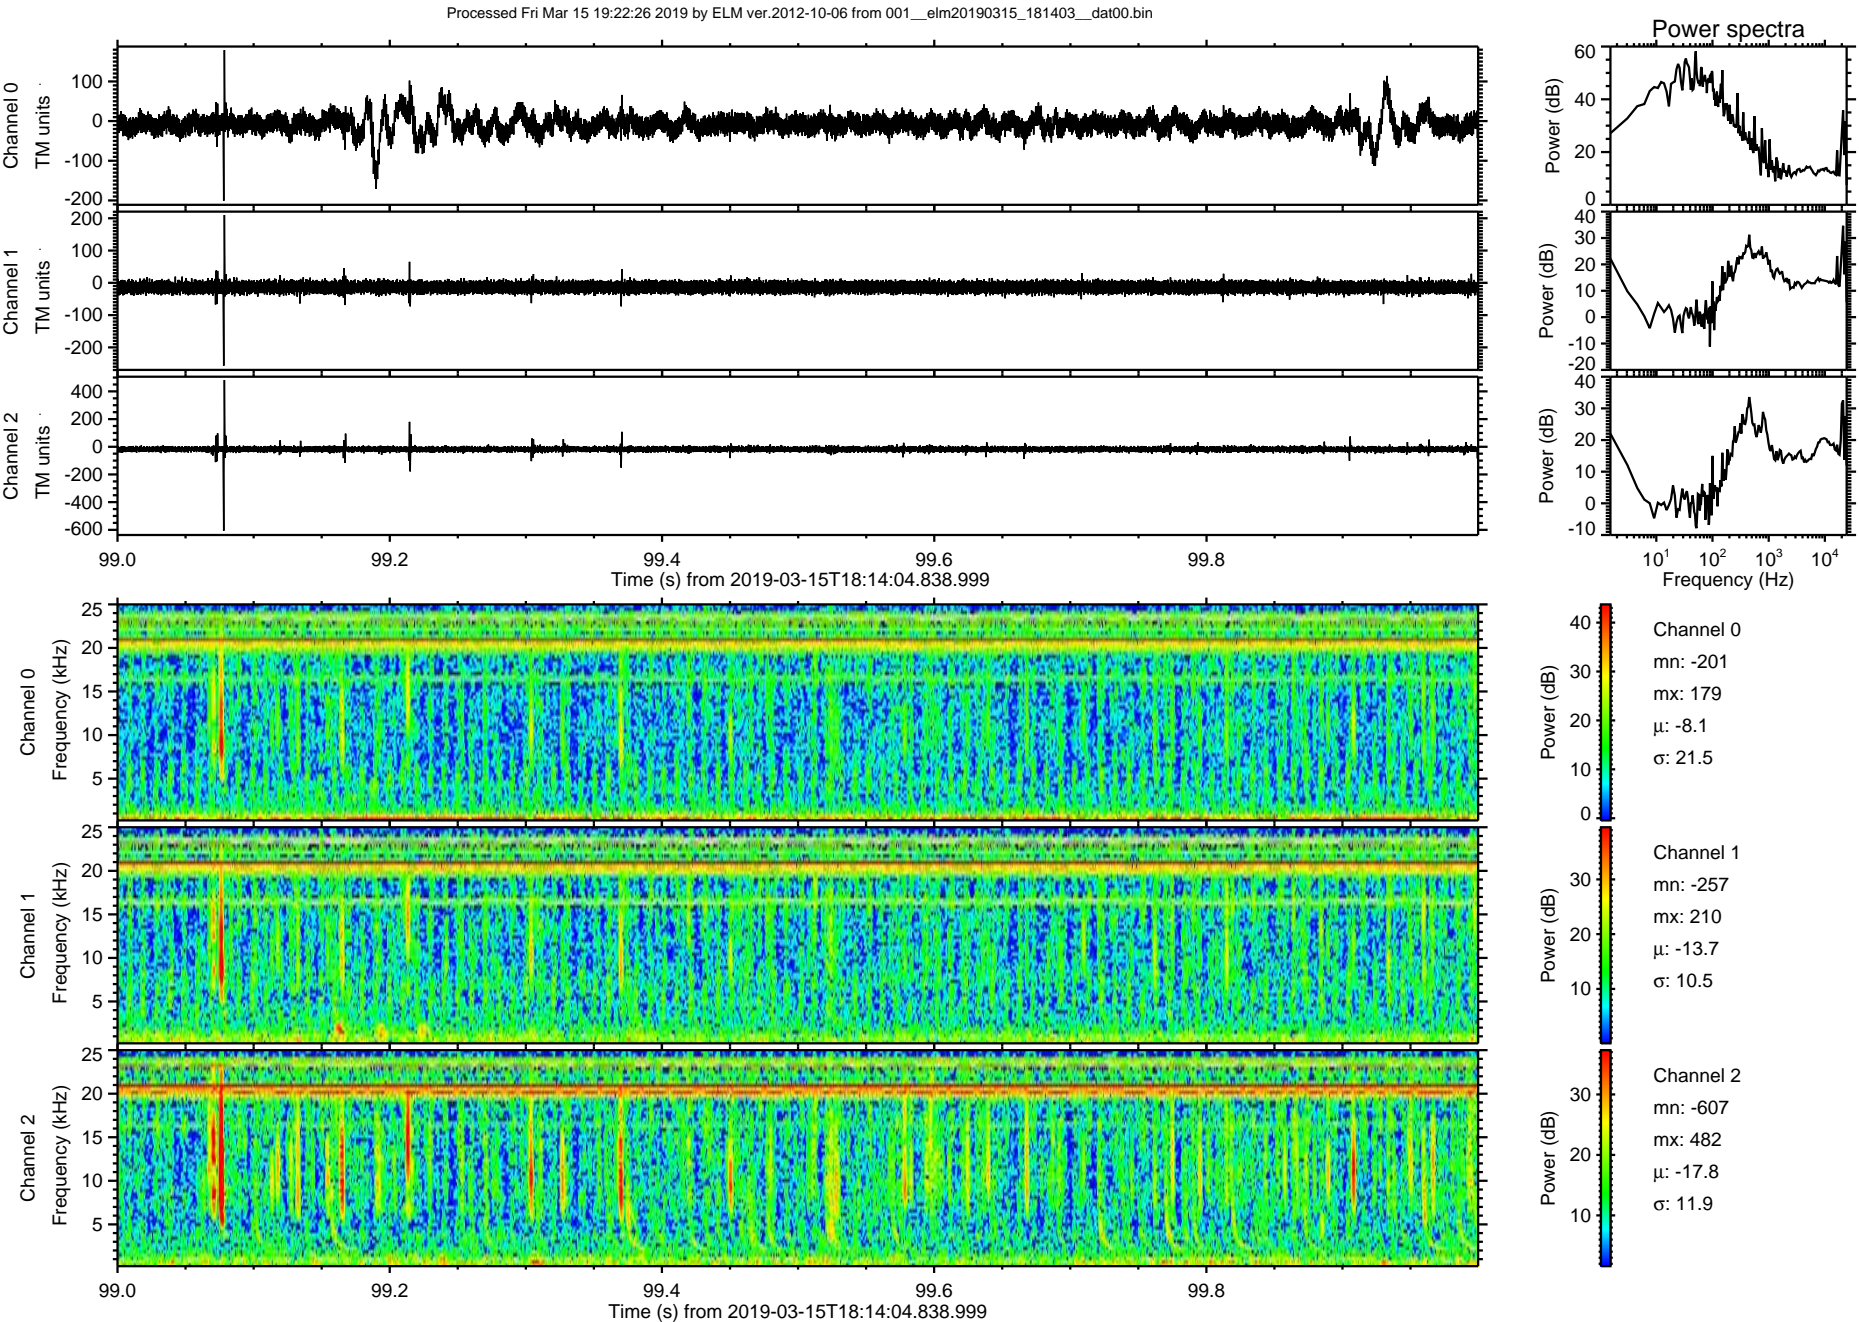 Processed Fri Mar 15 19:22:26 2019 by ELM ver.2012-10-06 from 001__elm20190315_181403__dat00.bin
Power spectra
Channel 0
TM units
100
0
-100
-200
Power (dB)
60
40
20
0
Channel 1
TM units
200
100
0
-100
-200
Power (dB)
40
30
20
10
0
-10
-20
Channel 2
TM units
400
200
0
-200
-400
-600
Power (dB)
40
30
20
10
0
-10
99.0 99.2 99.4 99.6 99.8
Time (s) from 2019-03-15T18:14:04.838.999
10¹ 10² 10³ 10⁴
Frequency (Hz)
Channel 0
Frequency (kHz)
25
20
15
10
5
Power (dB)
40
30
20
10
0
Channel 0
mn: -201
mx: 179
µ: -8.1
σ: 21.5
Channel 1
Frequency (kHz)
25
20
15
10
5
Power (dB)
30
20
10
Channel 1
mn: -257
mx: 210
µ: -13.7
σ: 10.5
Channel 2
Frequency (kHz)
25
20
15
10
5
Power (dB)
30
20
10
Channel 2
mn: -607
mx: 482
µ: -17.8
σ: 11.9
99.0 99.2 99.4 99.6 99.8
Time (s) from 2019-03-15T18:14:04.838.999